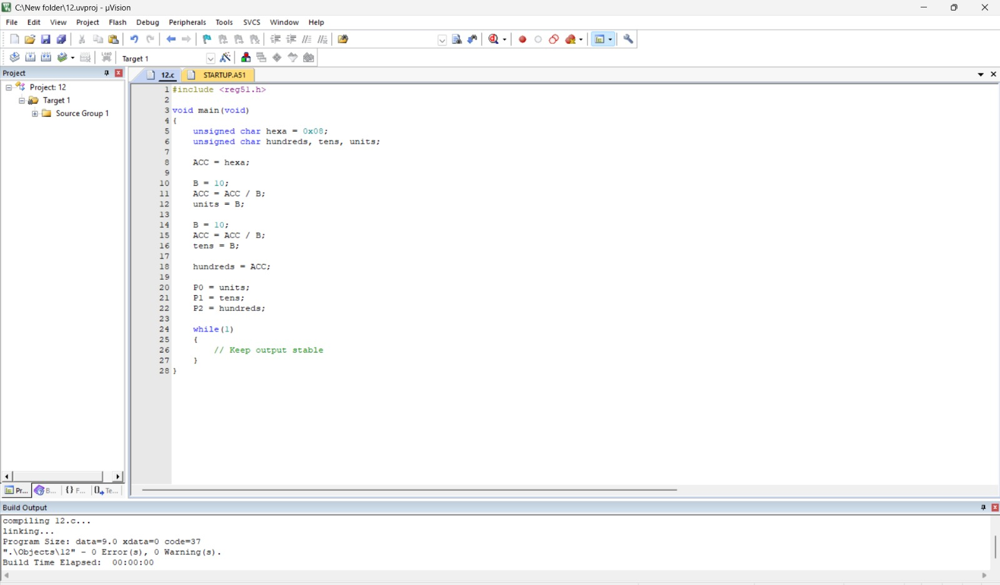 C:\New folder\12.uvproj - µVision
File Edit View Project Flash Debug Peripherals Tools SVCS Window Help
LOAD Target 1
Project
12.c STARTUP.A51
Project: 12
Target 1
Source Group 1
1 #include <reg51.h>
2
3 void main(void)
4 {
5 unsigned char hexa = 0x08;
6 unsigned char hundreds, tens, units;
7
8 ACC = hexa;
9
10 B = 10;
11 ACC = ACC / B;
12 units = B;
13
14 B = 10;
15 ACC = ACC / B;
16 tens = B;
17
18 hundreds = ACC;
19
20 P0 = units;
21 P1 = tens;
22 P2 = hundreds;
23
24 while(1)
25 {
26 // Keep output stable
27 }
28 }
Pr... B... {} F... 0. Te...
Build Output
compiling 12.c...
linking...
Program Size: data=9.0 xdata=0 code=37
".\Objects\12" - 0 Error(s), 0 Warning(s).
Build Time Elapsed: 00:00:00